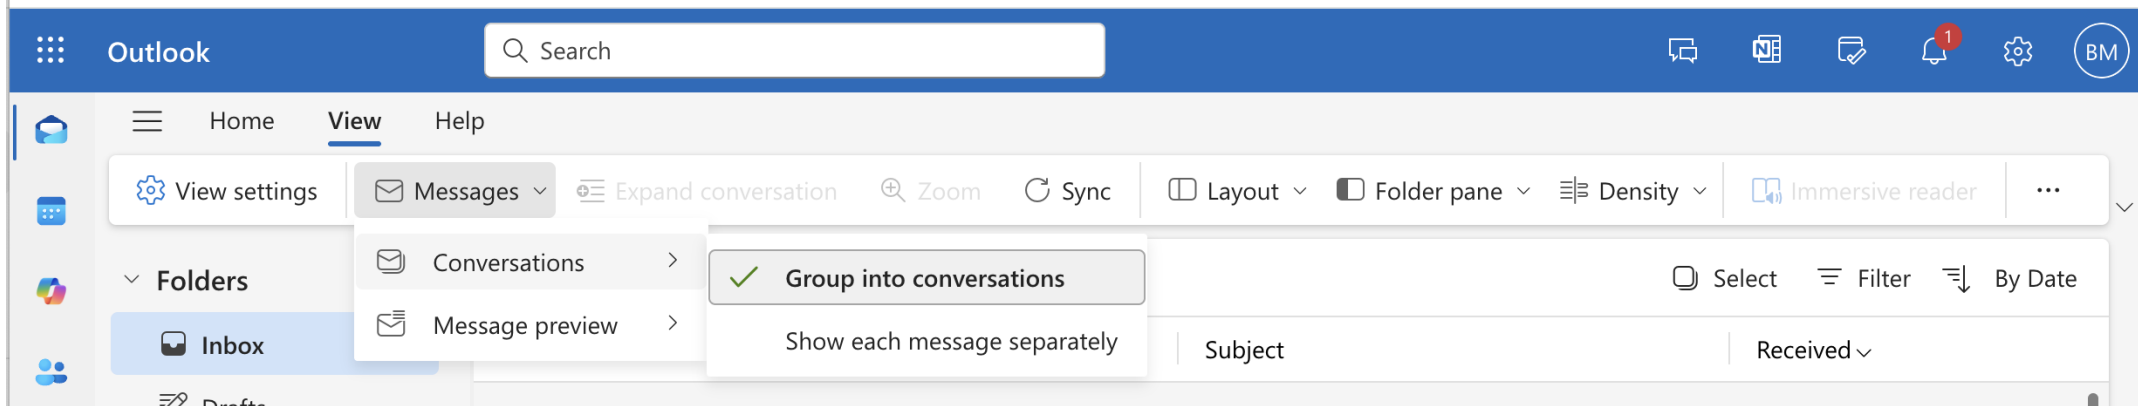 Outlook
Search
1
BM
Home View Help
View settings Messages Expand conversation Zoom Sync Layout Folder pane Density Immersive reader ...
Folders
Conversations
Group into conversations
Select Filter By Date
Inbox
Message preview
Show each message separately
Subject
Received
Drafts